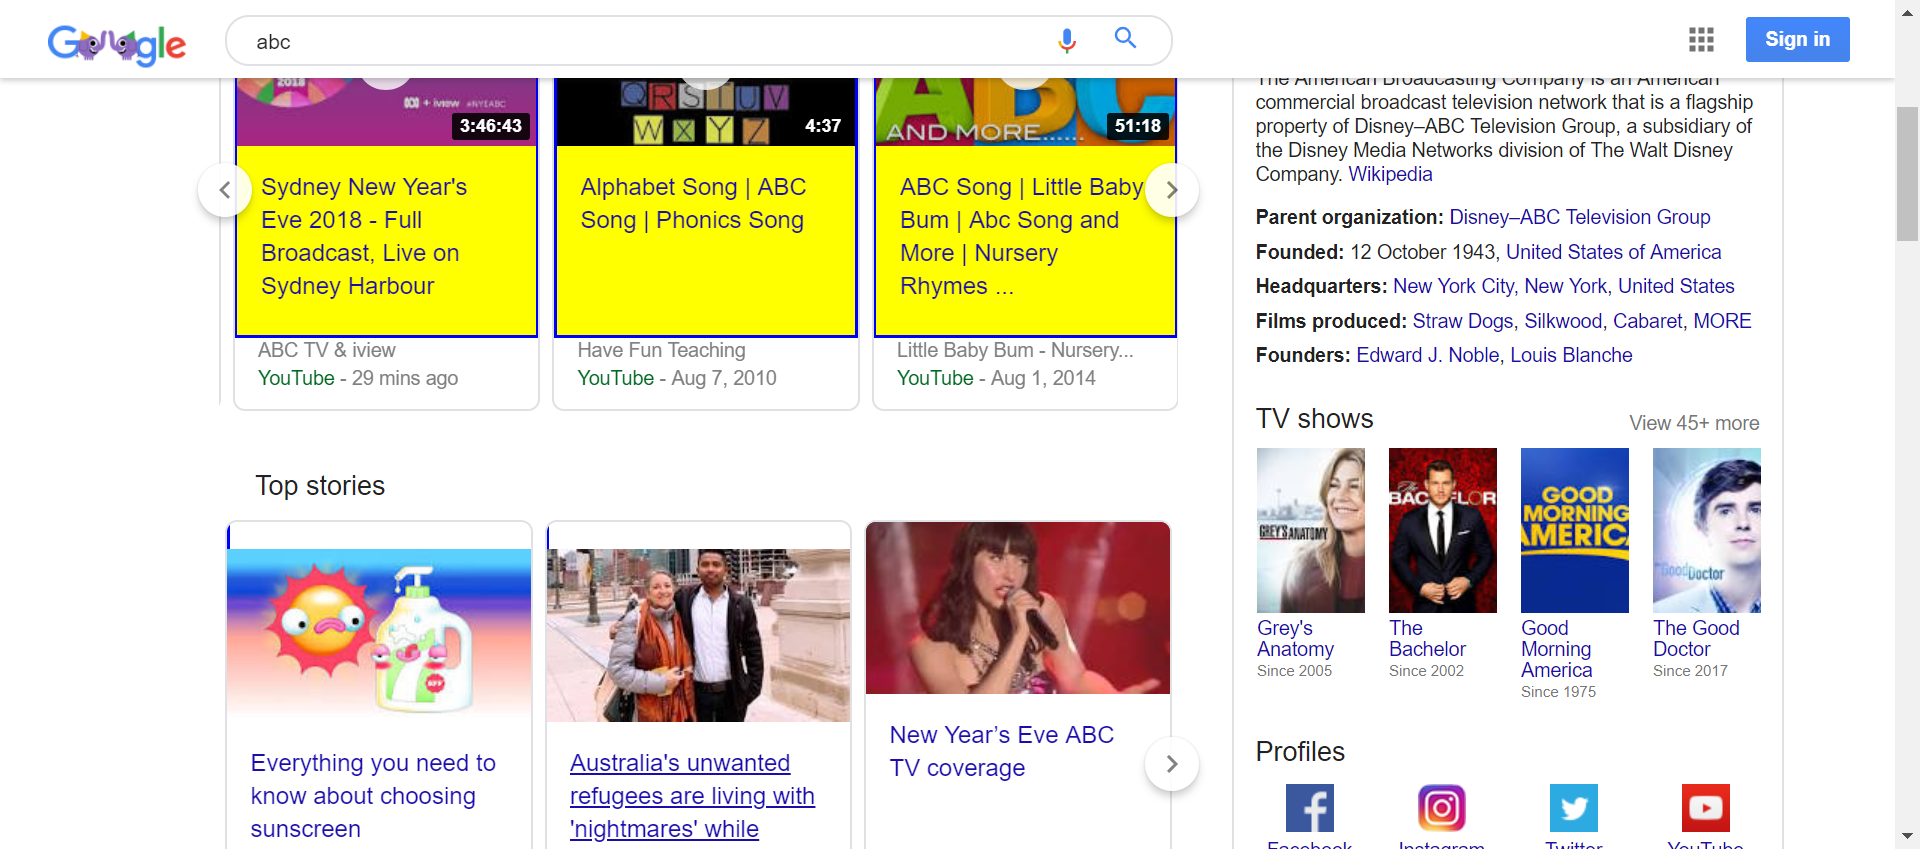 Google
abc
Sign in
2018
+ iview #NYEABC
3:46:43
QRSTUV
WXYZ
4:37
ABC
AND MORE......
51:18
Sydney New Year's
Eve 2018 - Full
Broadcast, Live on
Sydney Harbour
ABC TV & iview
YouTube - 29 mins ago
Alphabet Song | ABC
Song | Phonics Song
Have Fun Teaching
YouTube - Aug 7, 2010
ABC Song | Little Baby
Bum | Abc Song and
More | Nursery
Rhymes ...
Little Baby Bum - Nursery...
YouTube - Aug 1, 2014
Top stories
Everything you need to
know about choosing
sunscreen
Australia's unwanted
refugees are living with
'nightmares' while
New Year’s Eve ABC
TV coverage
The American Broadcasting Company is an American
commercial broadcast television network that is a flagship
property of Disney–ABC Television Group, a subsidiary of
the Disney Media Networks division of The Walt Disney
Company. Wikipedia
Parent organization: Disney–ABC Television Group
Founded: 12 October 1943, United States of America
Headquarters: New York City, New York, United States
Films produced: Straw Dogs, Silkwood, Cabaret, MORE
Founders: Edward J. Noble, Louis Blanche
TV shows
View 45+ more
GREY'S ANATOMY
The
BACHELOR
GOOD
MORNING
AMERICA
the Good Doctor
Grey's
Anatomy
Since 2005
The
Bachelor
Since 2002
Good
Morning
America
Since 1975
The Good
Doctor
Since 2017
Profiles
Facebook
Instagram
Twitter
YouTube